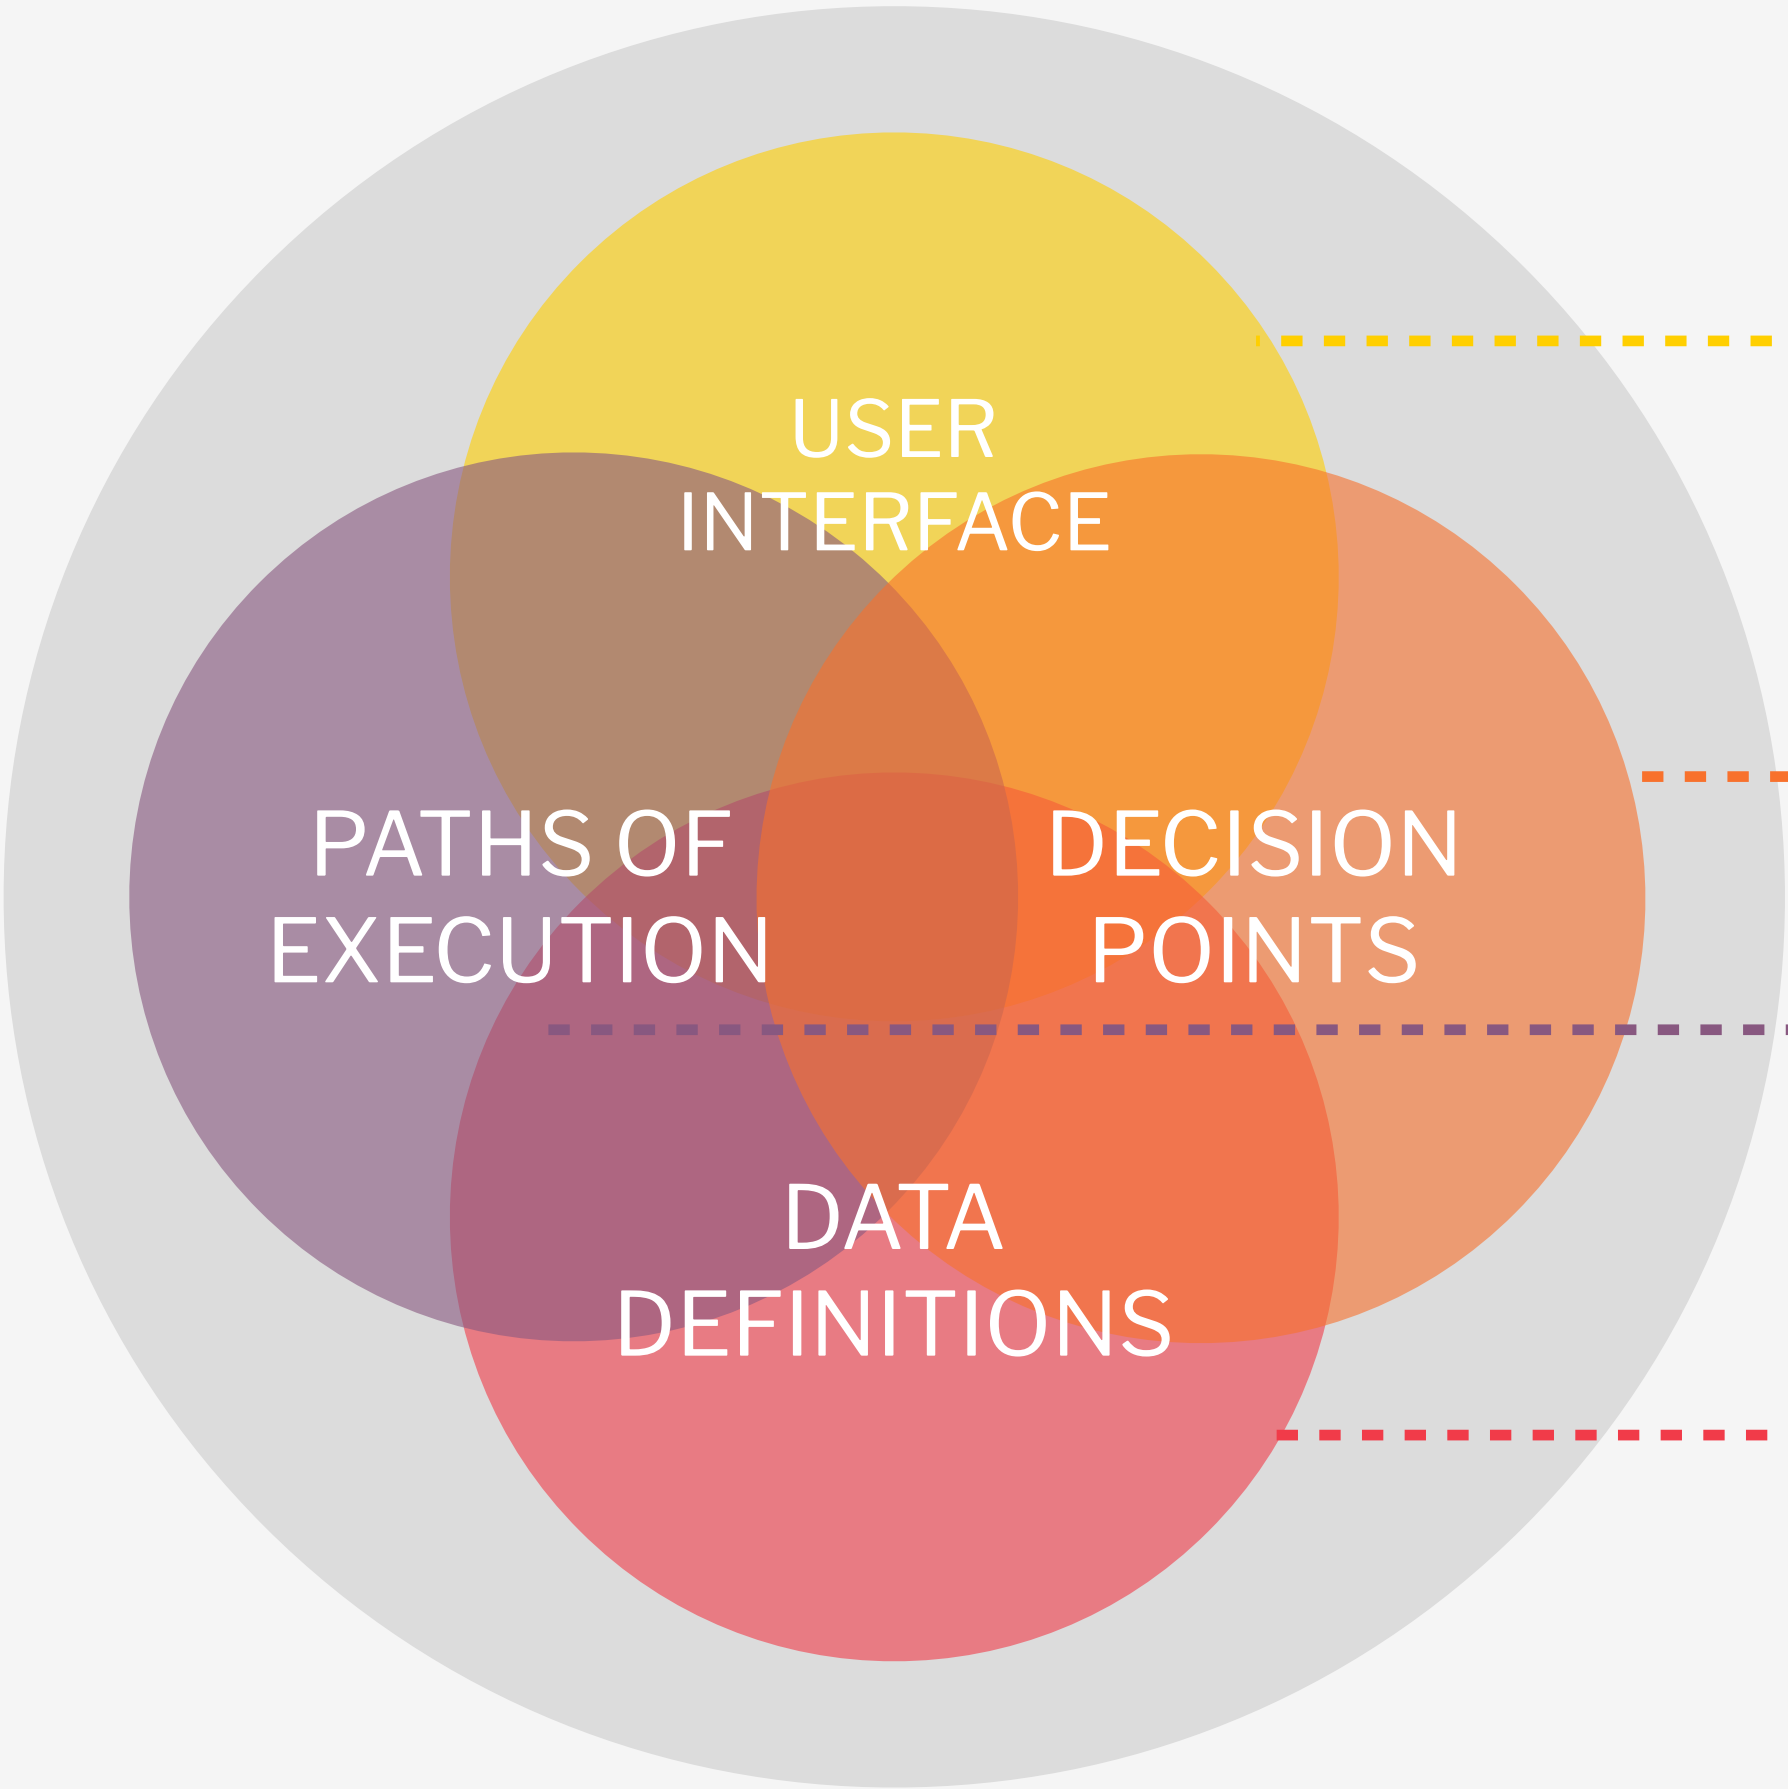 USER
INTERFACE
PATHS OF
EXECUTION
DECISION
POINTS
DATA
DEFINITIONS